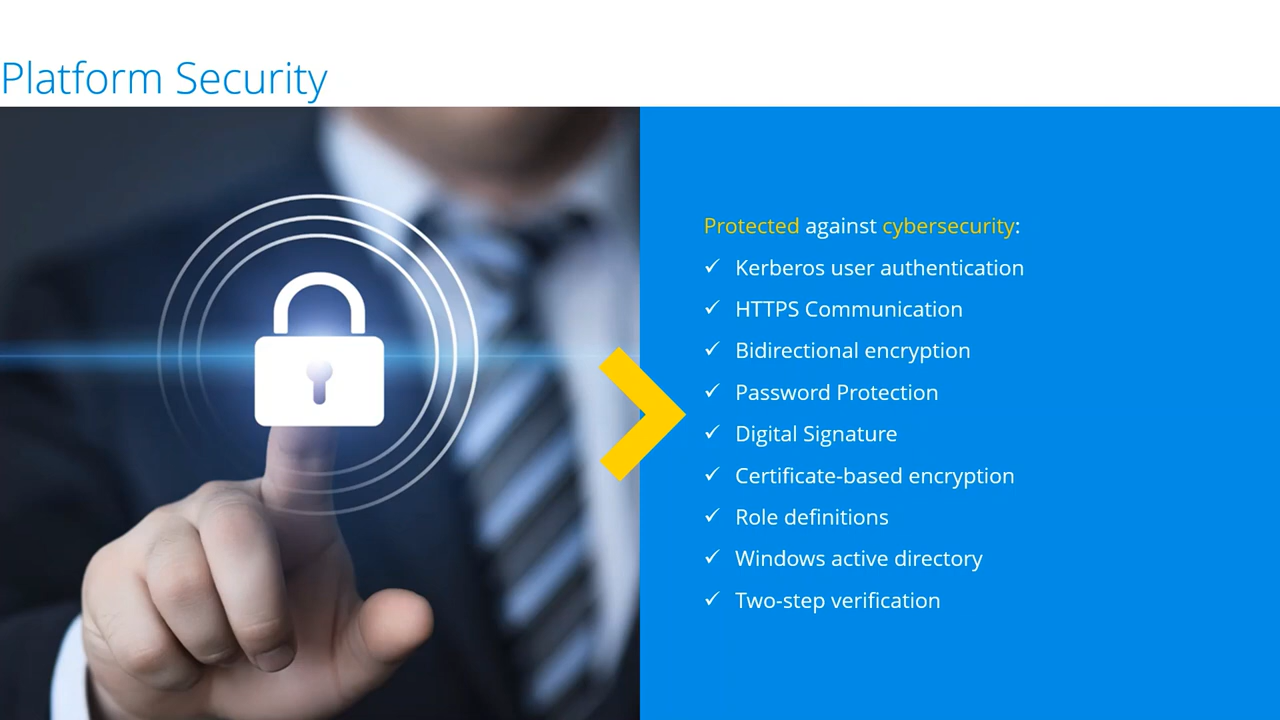 Platform Security
Protected against cybersecurity:
✓ Kerberos user authentication
✓ HTTPS Communication
✓ Bidirectional encryption
✓ Password Protection
✓ Digital Signature
✓ Certificate-based encryption
✓ Role definitions
✓ Windows active directory
✓ Two-step verification